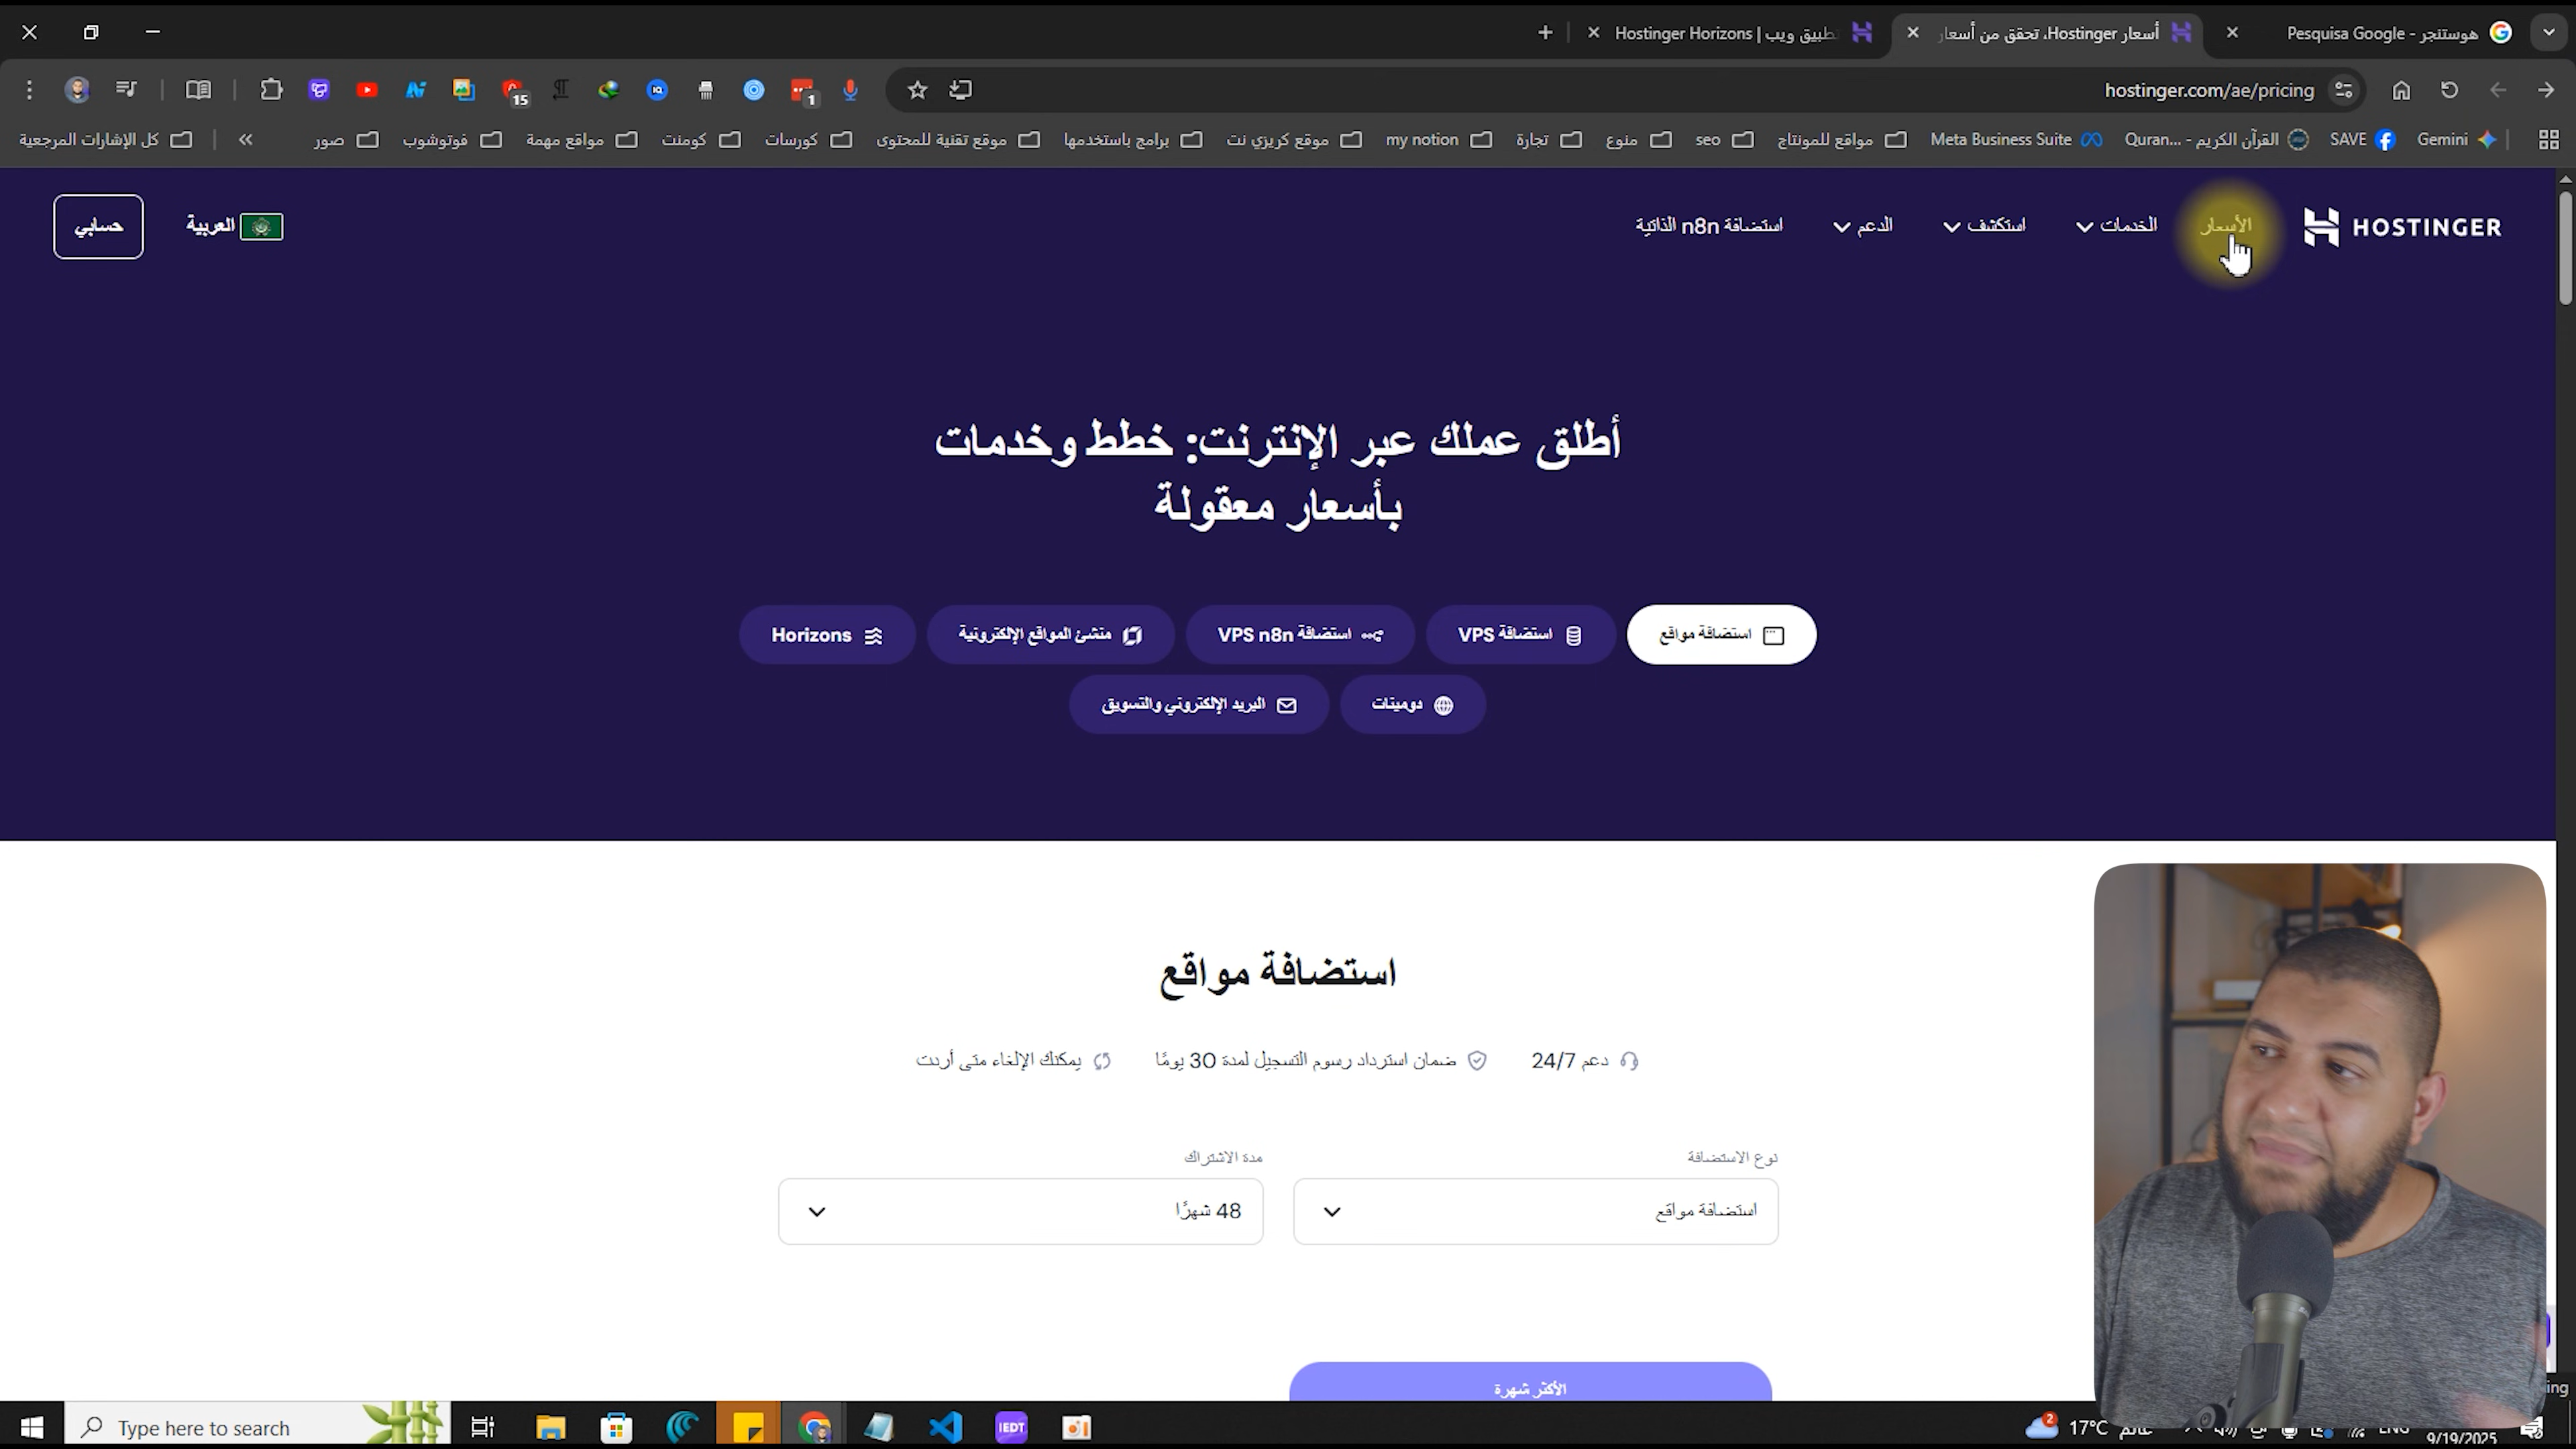 هوستنجر - Pesquisa Google
أسعار Hostinger، تحقق من أسعار
Hostinger Horizons | تطبيق ويب
hostinger.com/ae/pricing
15
1
Gemini
SAVE
القرآن الكريم - ...Quran
Meta Business Suite
مواقع للمونتاج
seo
منوع
تجارة
my notion
موقع كريزي نت
برامج باستخدمها
موقع تقنية للمحتوى
كورسات
كومنت
مواقع مهمة
فوتوشوب
صور
كل الإشارات المرجعية
HOSTINGER
الأسعار
الخدمات
استكشف
الدعم
استضافة n8n الذاتية
العربية
حسابي
أطلق عملك عبر الإنترنت: خطط وخدمات
بأسعار معقولة
استضافة مواقع
استضافة VPS
استضافة VPS n8n
منشئ المواقع الإلكترونية
Horizons
دومينات
البريد الإلكتروني والتسويق
استضافة مواقع
دعم 24/7
ضمان استرداد رسوم التسجيل لمدة 30 يومًا
يمكنك الإلغاء متى أردت
نوع الاستضافة
مدة الاشتراك
استضافة مواقع
48 شهرًا
الأكثر شهرة
Type here to search
IEDT
2
17°C
غائم
ENG
9/19/2025